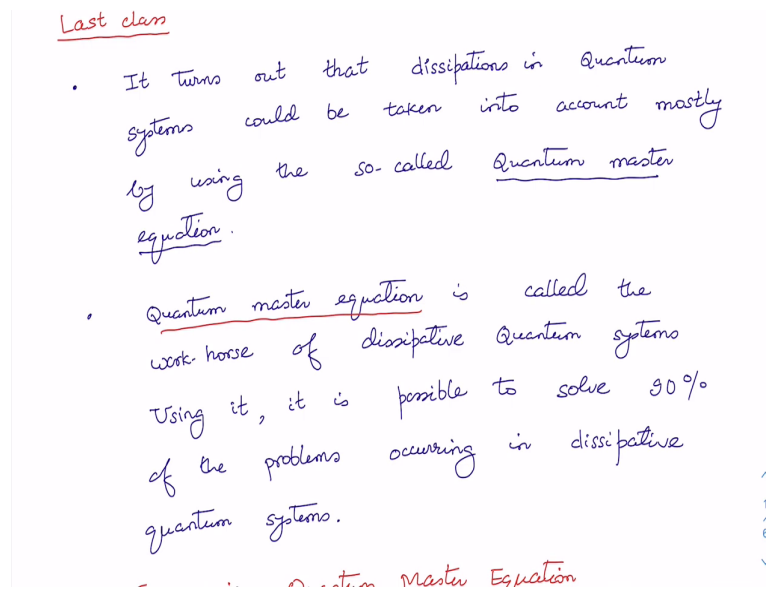 Last class
• It turns out that dissipations in Quantum
systems could be taken into account mostly
by using the so-called Quantum master
equation.
• Quantum master equation is called the
work-horse of dissipative Quantum systems
Using it, it is possible to solve 90%
of the problems occurring in dissipative
quantum systems.
Quantum Master Equation